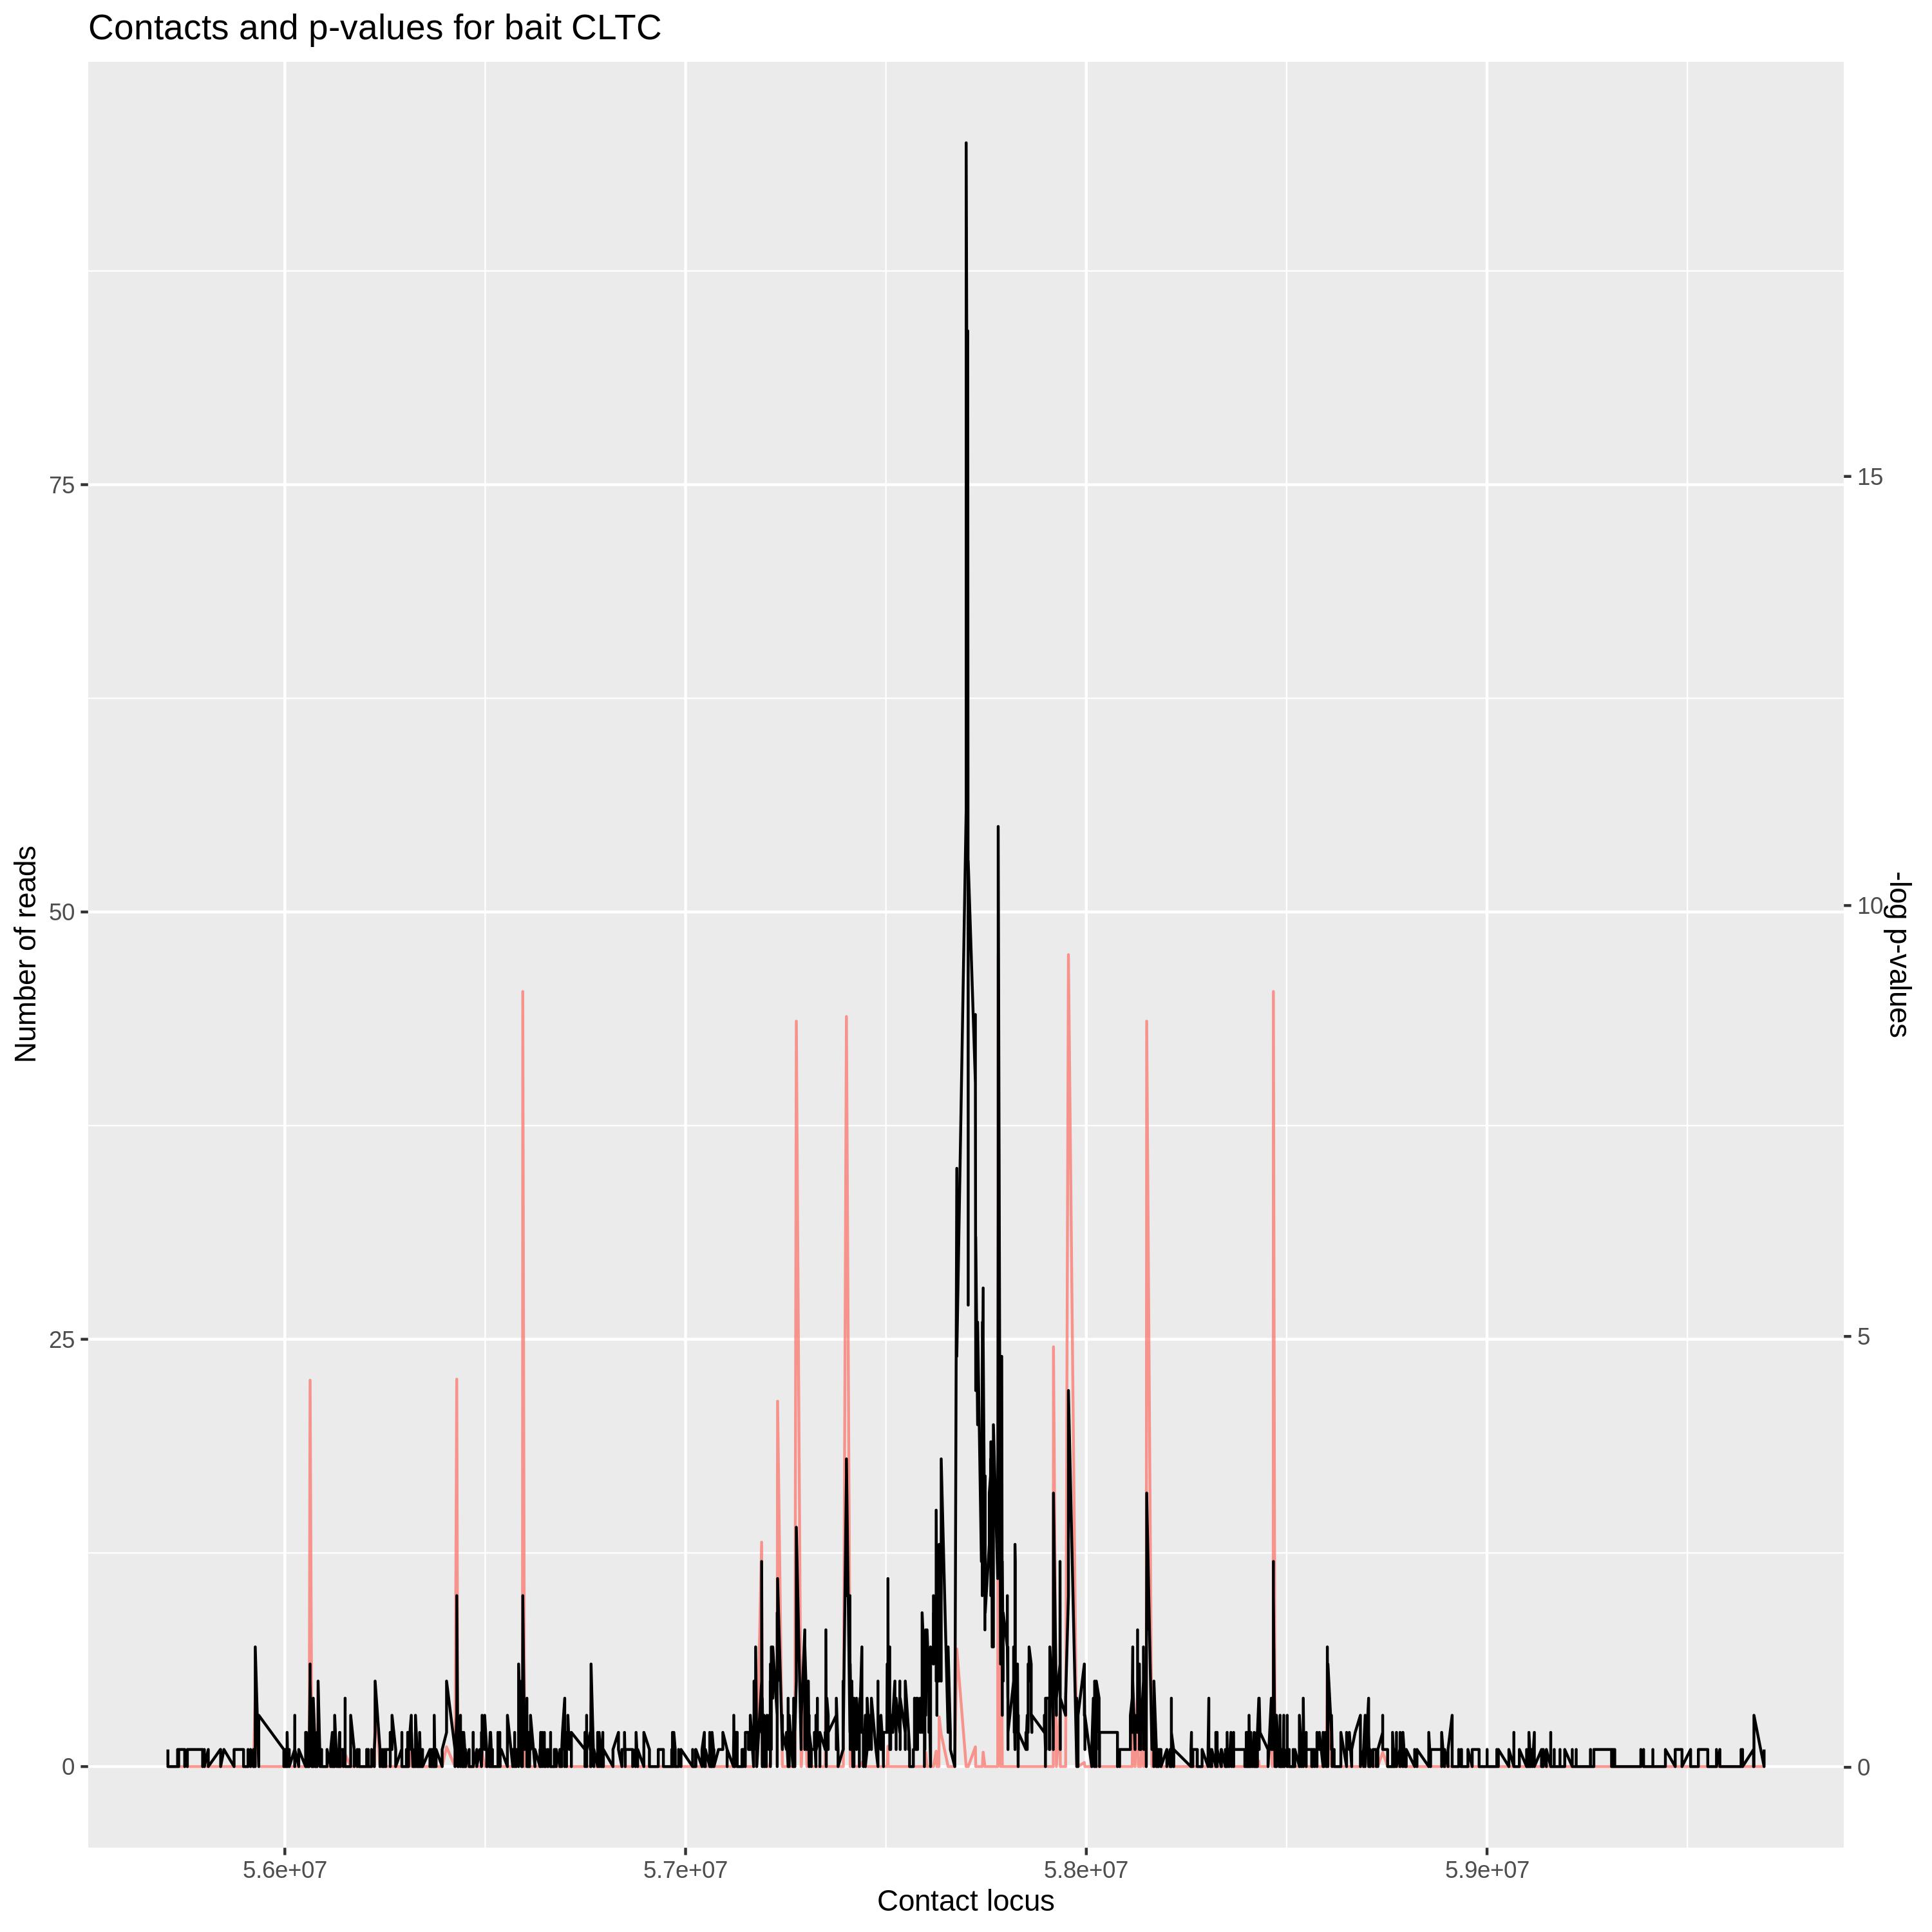 Contacts and p-values for bait CLTC
75
50
25
0
Number of reads
15
10
5
0
-log p-values
5.6e+07
5.7e+07
5.8e+07
5.9e+07
Contact locus